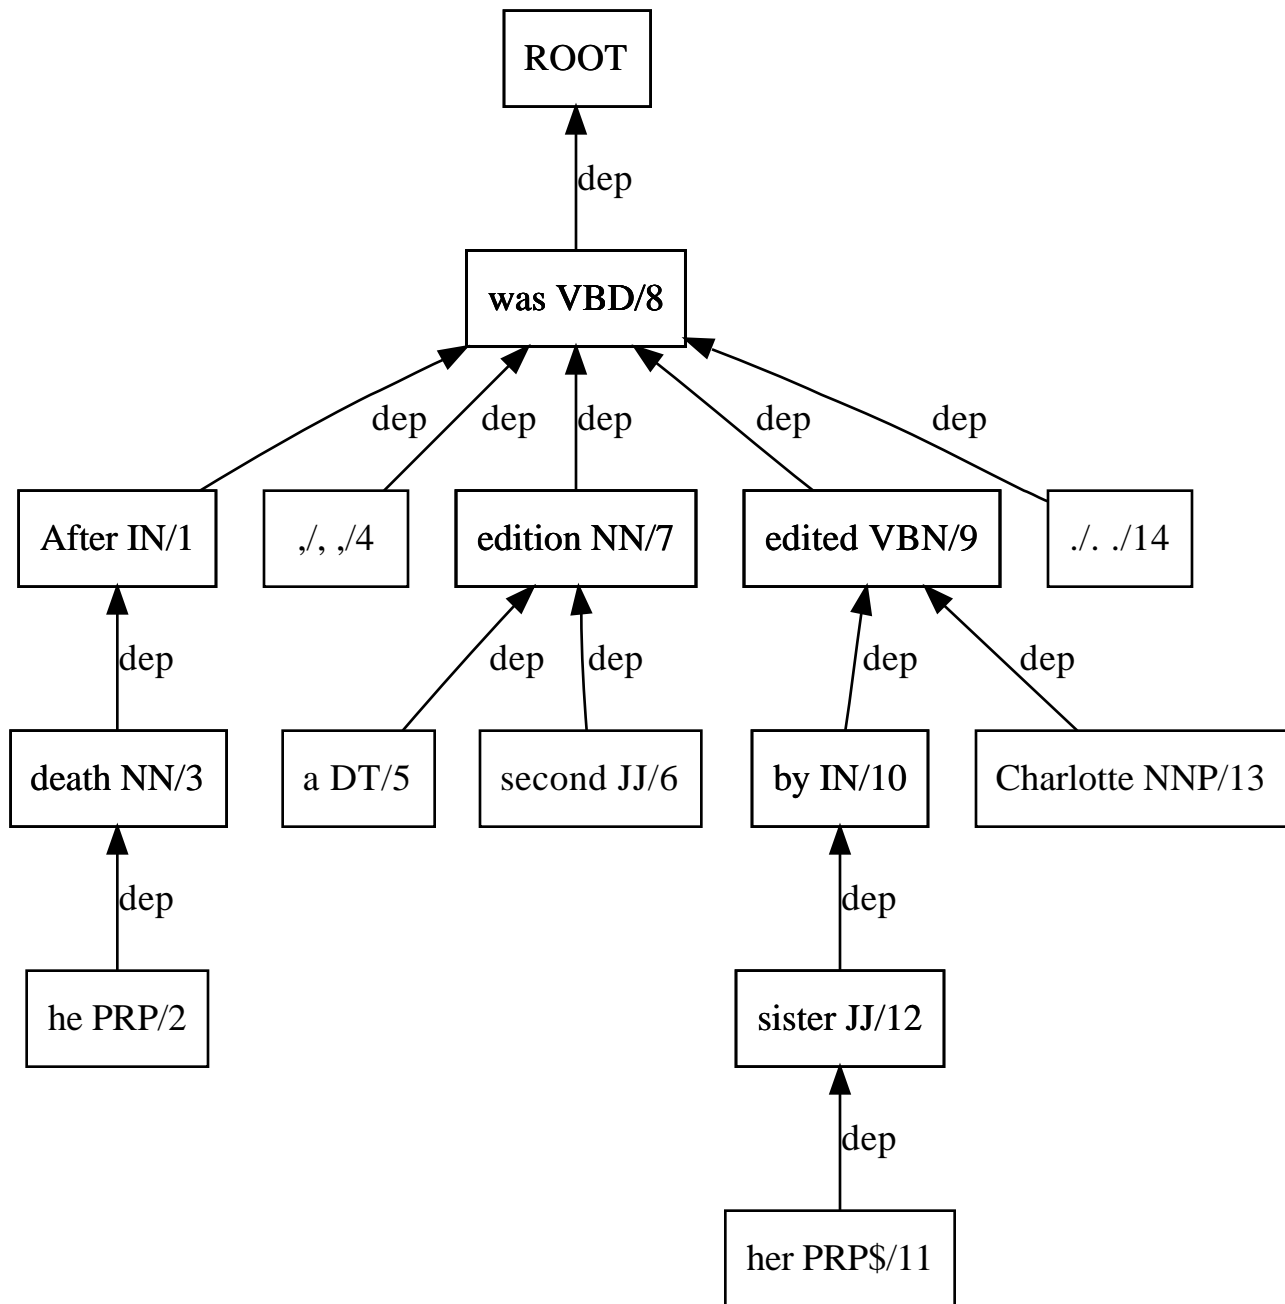 ROOT
dep
was VBD/8
dep dep dep dep dep
After IN/1 ,/, ,/4 edition NN/7 edited VBN/9 ./. ./14
dep dep dep dep dep
death NN/3 a DT/5 second JJ/6 by IN/10 Charlotte NNP/13
dep dep
he PRP/2 sister JJ/12
dep
her PRP$/11